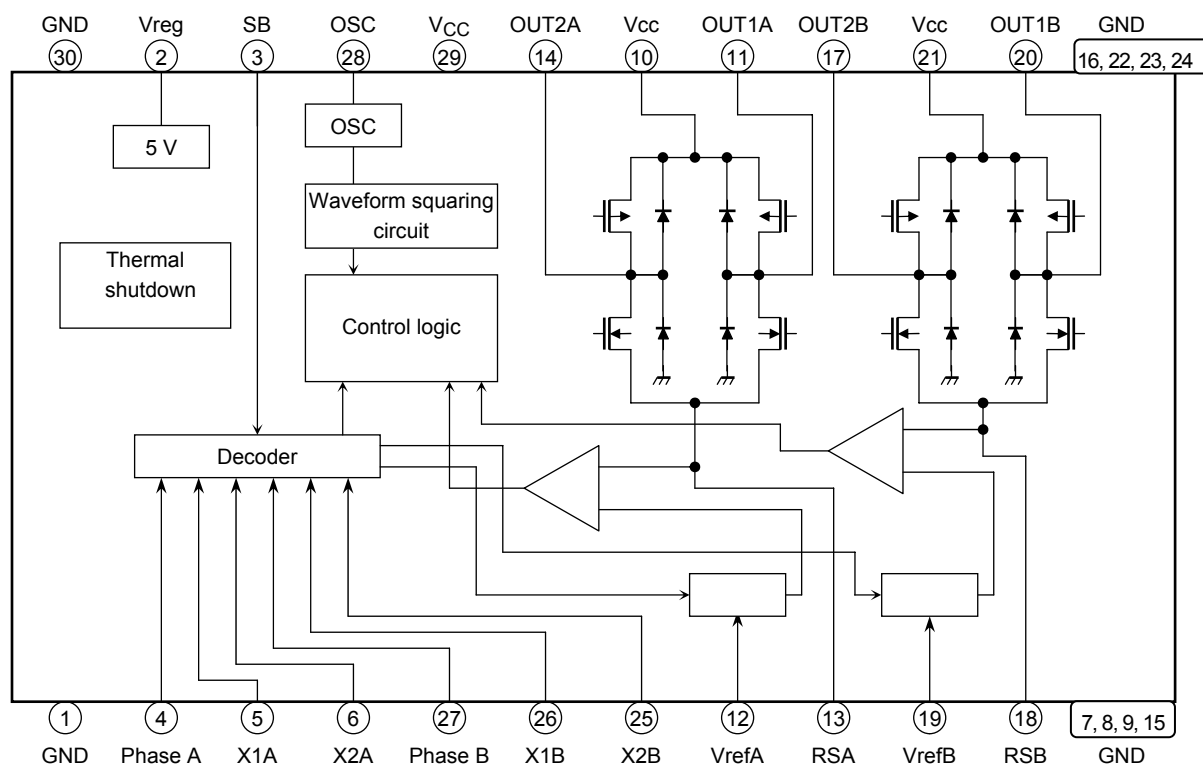 GND Vreg SB OSC VCC OUT2A Vcc OUT1A OUT2B Vcc OUT1B GND
30 2 3 28 29 14 10 11 17 21 20 16, 22, 23, 24
OSC
5 V
Waveform squaring
circuit
Thermal
shutdown
Control logic
Decoder
1 4 5 6 27 26 25 12 13 19 18 7, 8, 9, 15
GND Phase A X1A X2A Phase B X1B X2B VrefA RSA VrefB RSB GND